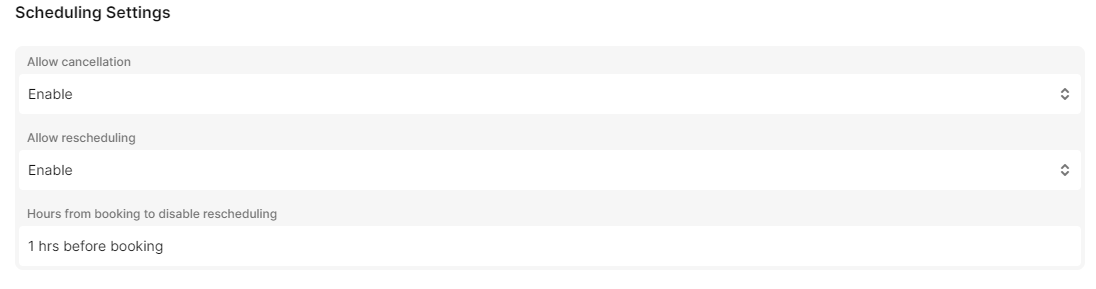 Scheduling Settings
Allow cancellation
Enable
Allow rescheduling
Enable
Hours from booking to disable rescheduling
1 hrs before booking